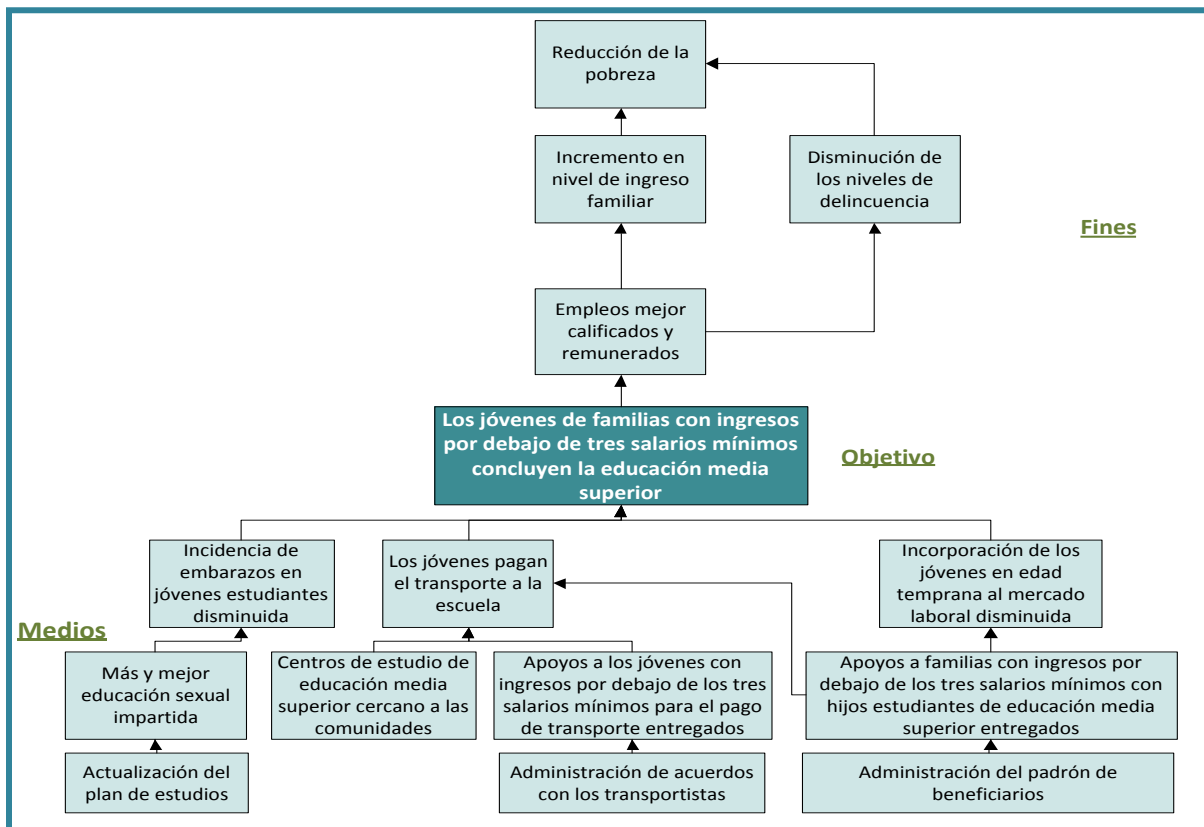 Reducción de la
pobreza
Incremento en
nivel de ingreso
familiar
Disminución de
los niveles de
delincuencia
Fines
Empleos mejor
calificados y
remunerados
Los jóvenes de familias con ingresos
por debajo de tres salarios mínimos
concluyen la educación media
superior
Objetivo
Incidencia de
embarazos en
jóvenes estudiantes
disminuida
Los jóvenes pagan
el transporte a la
escuela
Incorporación de los
jóvenes en edad
temprana al mercado
laboral disminuida
Medios
Más y mejor
educación sexual
impartida
Centros de estudio de
educación media
superior cercano a las
comunidades
Apoyos a los jóvenes con
ingresos por debajo de los tres
salarios mínimos para el pago
de transporte entregados
Apoyos a familias con ingresos por
debajo de los tres salarios mínimos con
hijos estudiantes de educación media
superior entregados
Actualización del
plan de estudios
Administración de acuerdos
con los transportistas
Administración del padrón de
beneficiarios